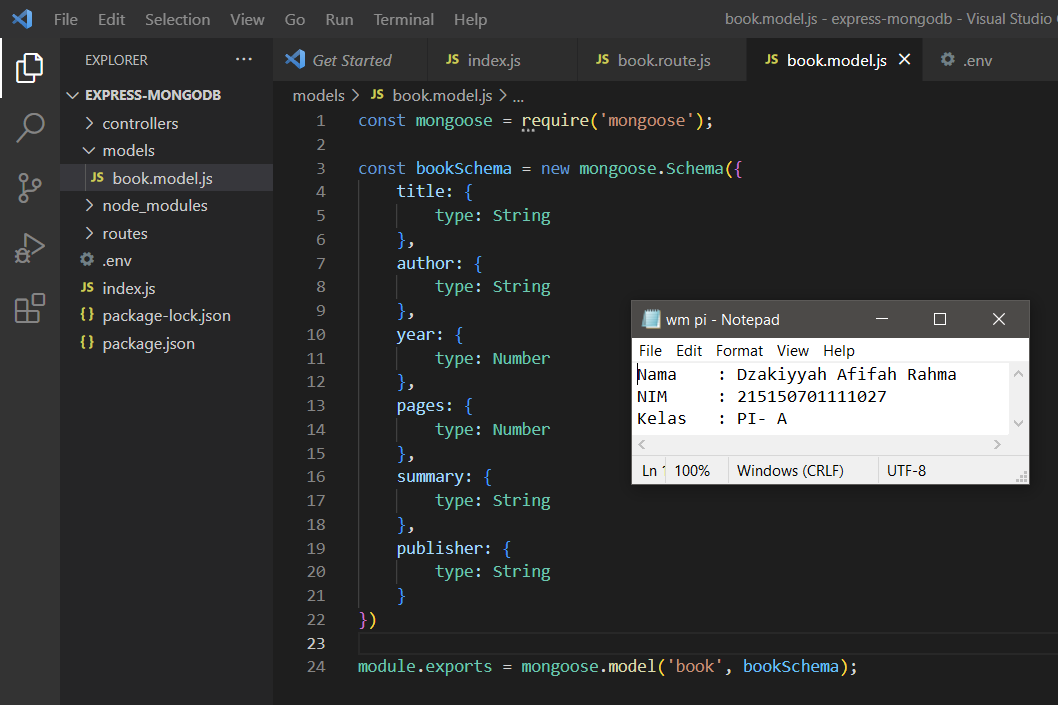 File Edit Selection View Go Run Terminal Help book.model.js - express-mongodb - Visual Studio
EXPLORER ...
EXPRESS-MONGODB
controllers
models
JS book.model.js
node_modules
routes
.env
JS index.js
{} package-lock.json
{} package.json
Get Started JS index.js JS book.route.js JS book.model.js .env
models > JS book.model.js > ...
1 const mongoose = require('mongoose');
2
3 const bookSchema = new mongoose.Schema({
4 title: {
5 type: String
6 },
7 author: {
8 type: String
9 },
10 year: {
11 type: Number
12 },
13 pages: {
14 type: Number
15 },
16 summary: {
17 type: String
18 },
19 publisher: {
20 type: String
21 }
22 })
23
24 module.exports = mongoose.model('book', bookSchema);
wm pi - Notepad
File Edit Format View Help
Nama : Dzakiyyah Afifah Rahma
NIM : 215150701111027
Kelas : PI- A
Ln 100% Windows (CRLF) UTF-8